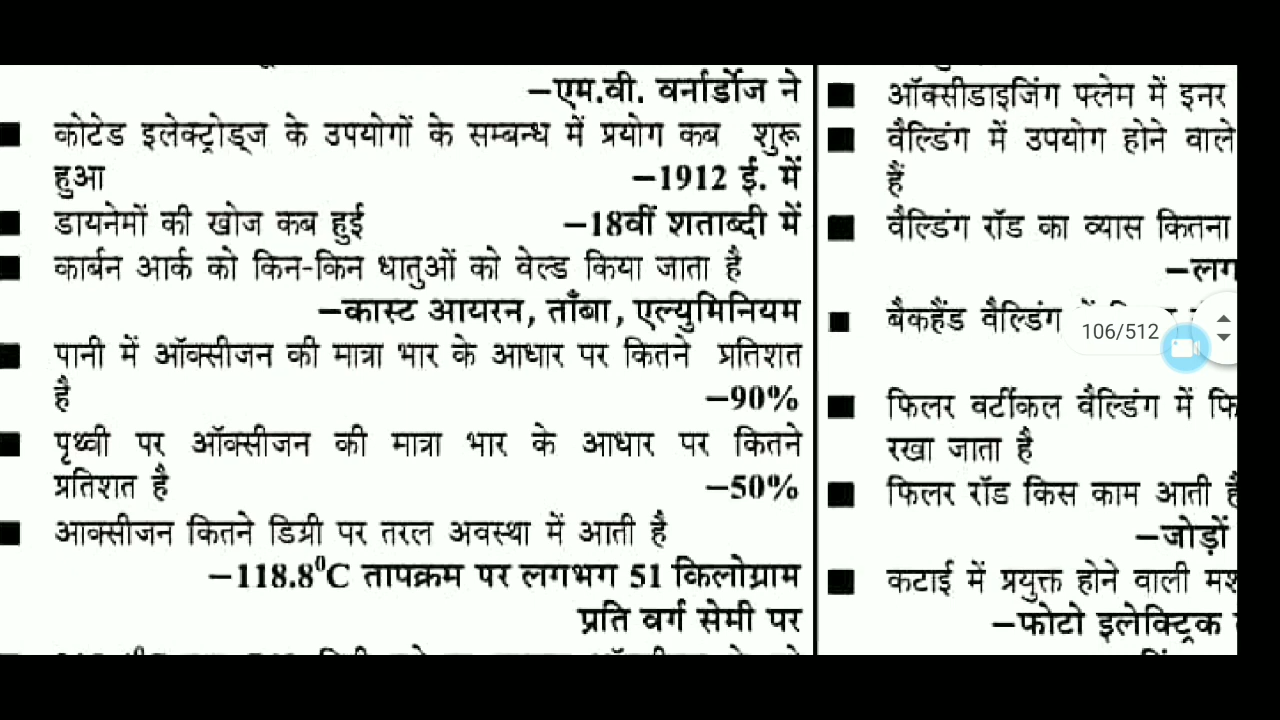 –एम.वी. वर्नार्डोज ने
■ कोटेड इलेक्ट्रोड्ज के उपयोगों के सम्बन्ध में प्रयोग कब शुरू
हुआ –1912 ई. में
■ डायनेमों की खोज कब हुई –18वीं शताब्दी में
■ कार्बन आर्क को किन-किन धातुओं को वेल्ड किया जाता है
–कास्ट आयरन, ताँबा, एल्युमिनियम
■ पानी में ऑक्सीजन की मात्रा भार के आधार पर कितने प्रतिशत
है –90%
■ पृथ्वी पर ऑक्सीजन की मात्रा भार के आधार पर कितने
प्रतिशत है –50%
■ आक्सीजन कितने डिग्री पर तरल अवस्था में आती है
–118.8⁰C तापक्रम पर लगभग 51 किलोग्राम
प्रति वर्ग सेमी पर
■ ऑक्सीडाइजिंग फ्लेम में इनर
■ वैल्डिंग में उपयोग होने वाले
हैं
■ वैल्डिंग रॉड का व्यास कितना
–लग
■ बैकहैंड वैल्डिंग
106/512
■ फिलर वर्टीकल वैल्डिंग में फि
रखा जाता है
■ फिलर रॉड किस काम आती है
–जोड़ों
■ कटाई में प्रयुक्त होने वाली मश
–फोटो इलेक्ट्रिक